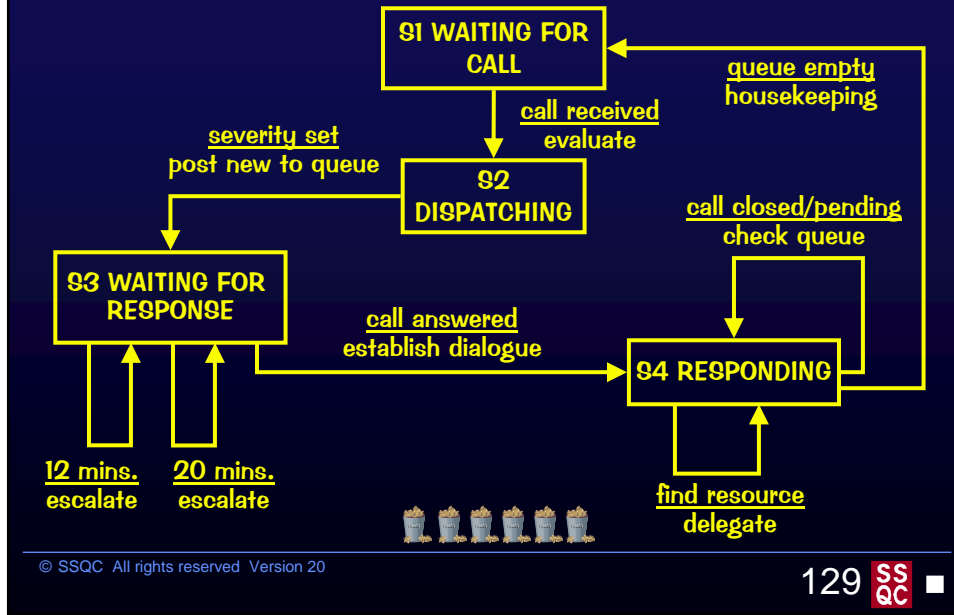 S1 WAITING FOR
CALL
queue empty
housekeeping
call received
evaluate
severity set
post new to queue
S2
DISPATCHING
call closed/pending
check queue
S3 WAITING FOR
RESPONSE
call answered
establish dialogue
S4 RESPONDING
12 mins.
escalate
20 mins.
escalate
find resource
delegate
© SSQC All rights reserved Version 20
129
SS
QC